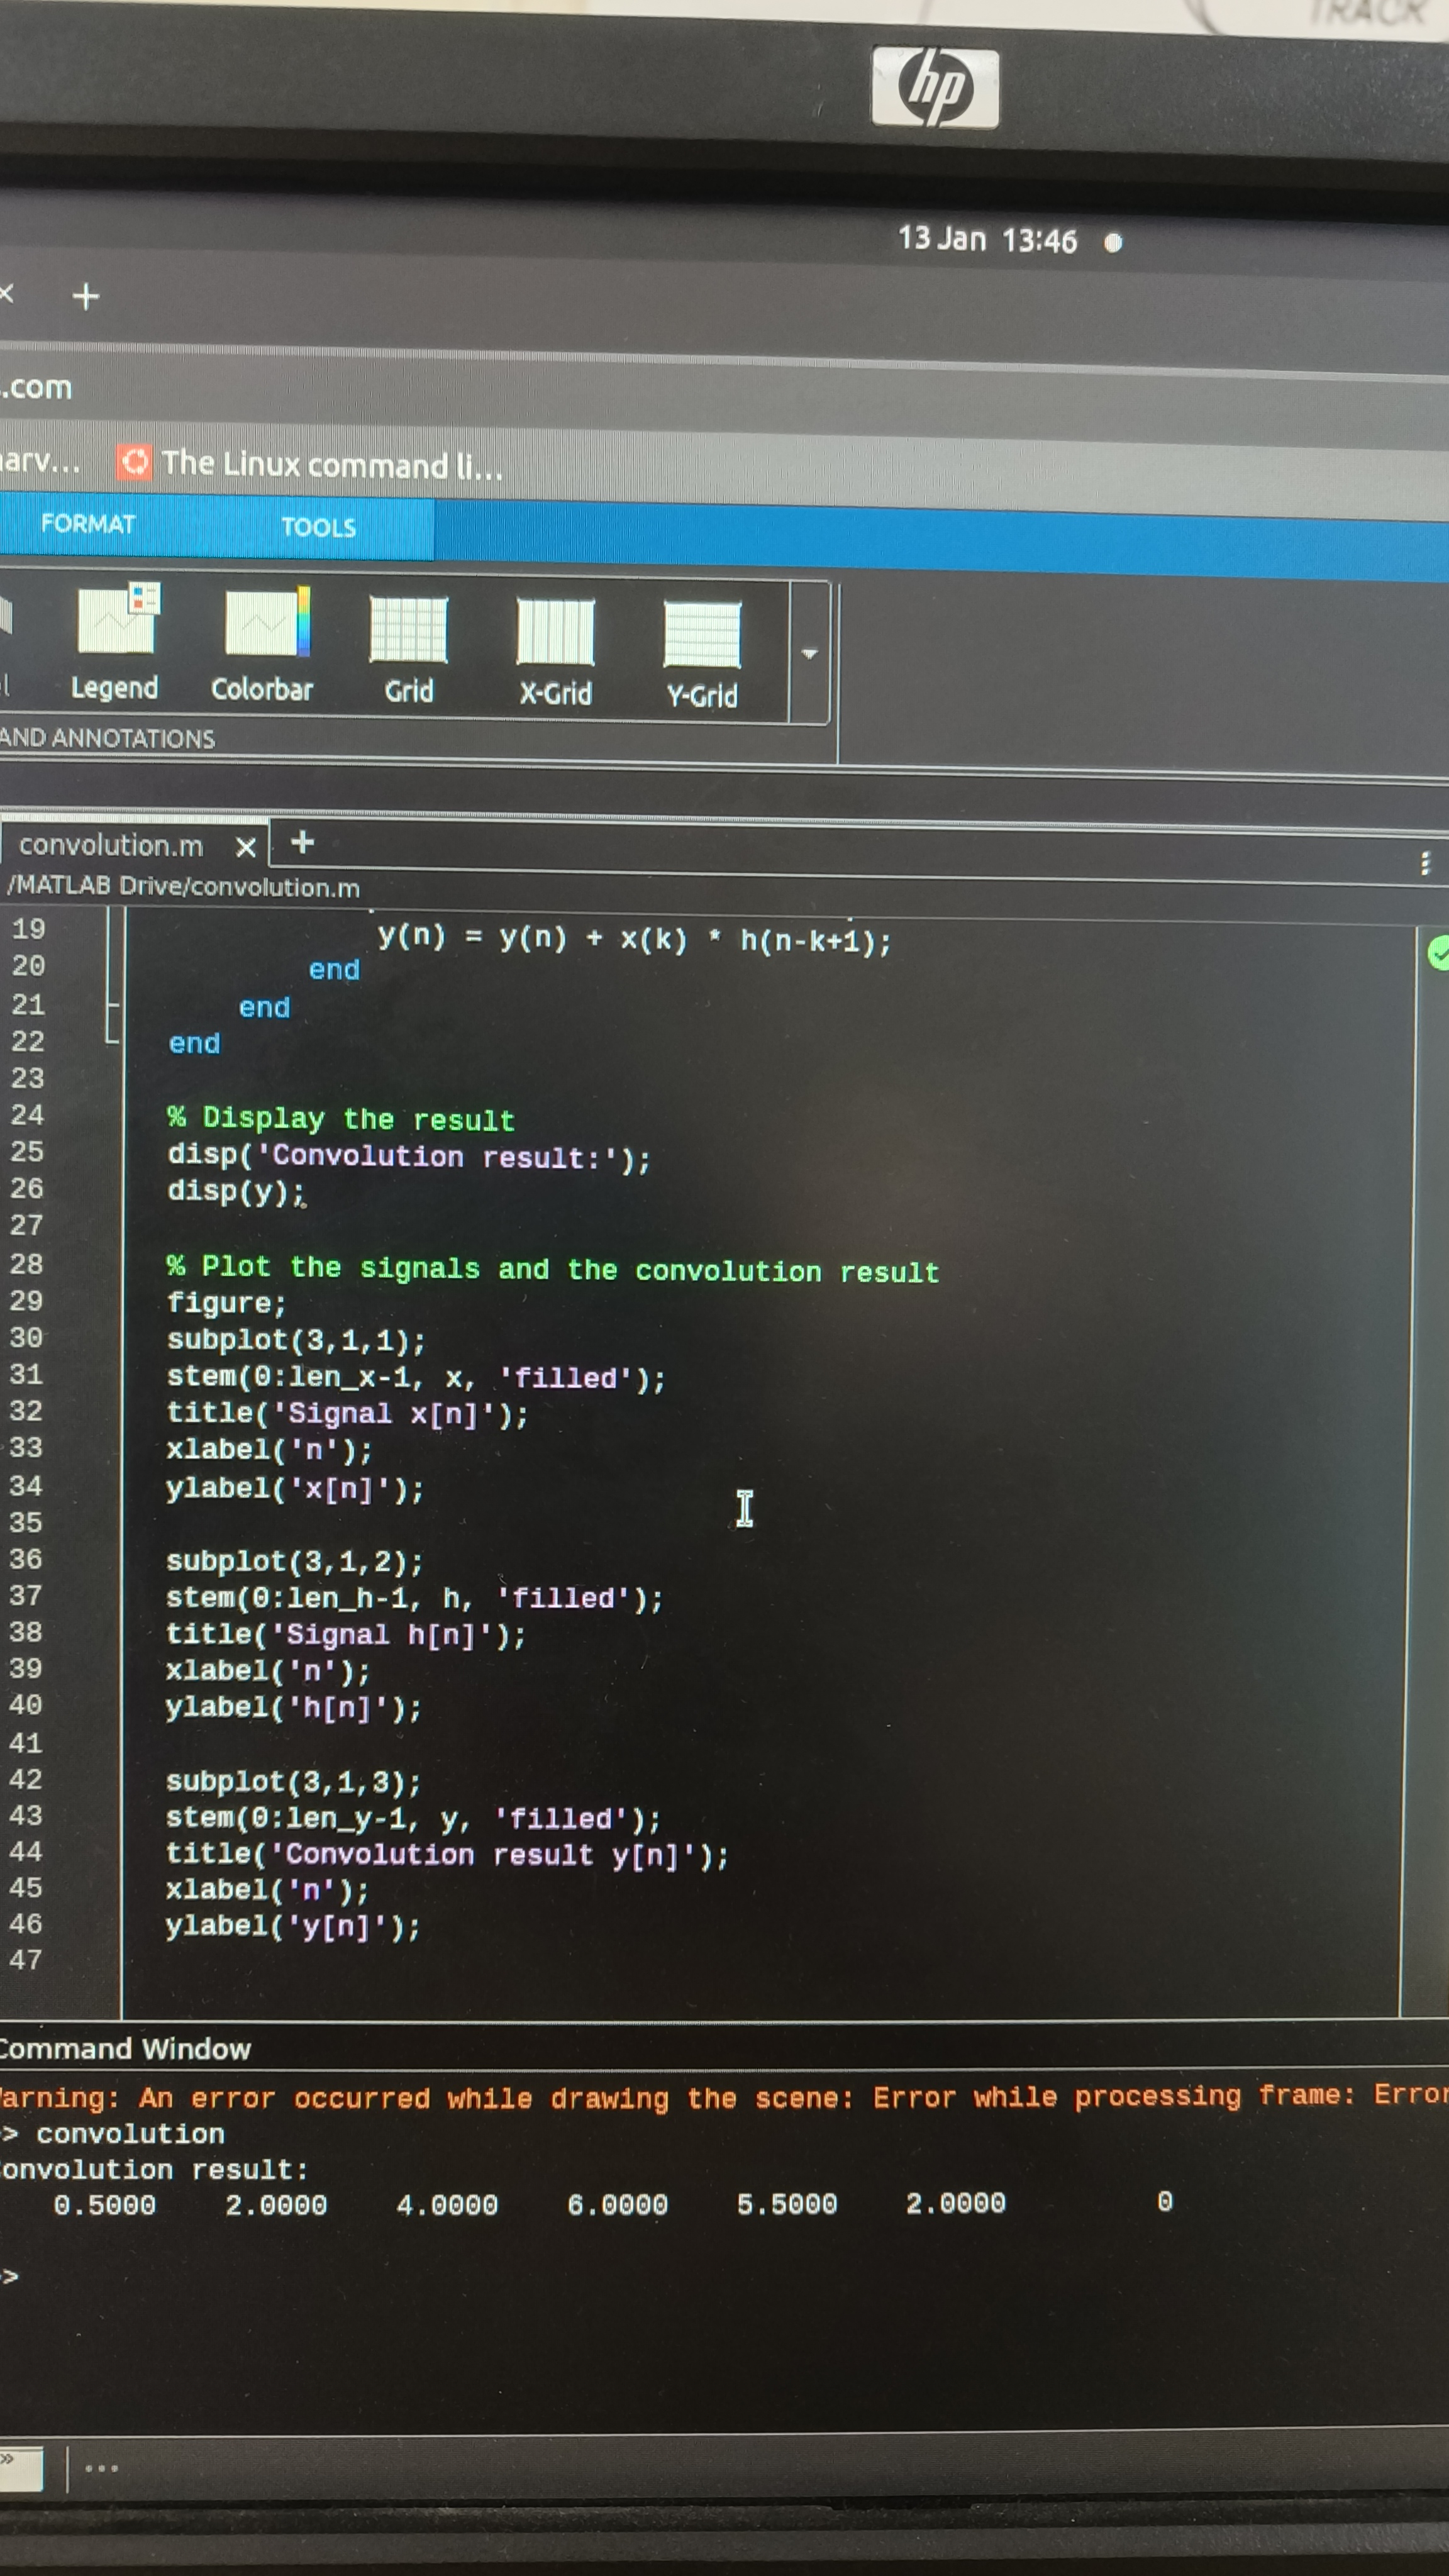 TRACK
hp
13 Jan 13:46
+
.com
arv... The Linux command li...
FORMAT TOOLS
Legend Colorbar Grid X-Grid Y-Grid
AND ANNOTATIONS
convolution.m × +
/MATLAB Drive/convolution.m
19 y(n) = y(n) + x(k) * h(n-k+1);
20 end
21 end
22 end
23
24 % Display the result
25 disp('Convolution result:');
26 disp(y);
27
28 % Plot the signals and the convolution result
29 figure;
30 subplot(3,1,1);
31 stem(0:len_x-1, x, 'filled');
32 title('Signal x[n]');
33 xlabel('n');
34 ylabel('x[n]');
35
36 subplot(3,1,2);
37 stem(0:len_h-1, h, 'filled');
38 title('Signal h[n]');
39 xlabel('n');
40 ylabel('h[n]');
41
42 subplot(3,1,3);
43 stem(0:len_y-1, y, 'filled');
44 title('Convolution result y[n]');
45 xlabel('n');
46 ylabel('y[n]');
47
Command Window
arning: An error occurred while drawing the scene: Error while processing frame: Error
> convolution
onvolution result:
0.5000 2.0000 4.0000 6.0000 5.5000 2.0000 0
>
»